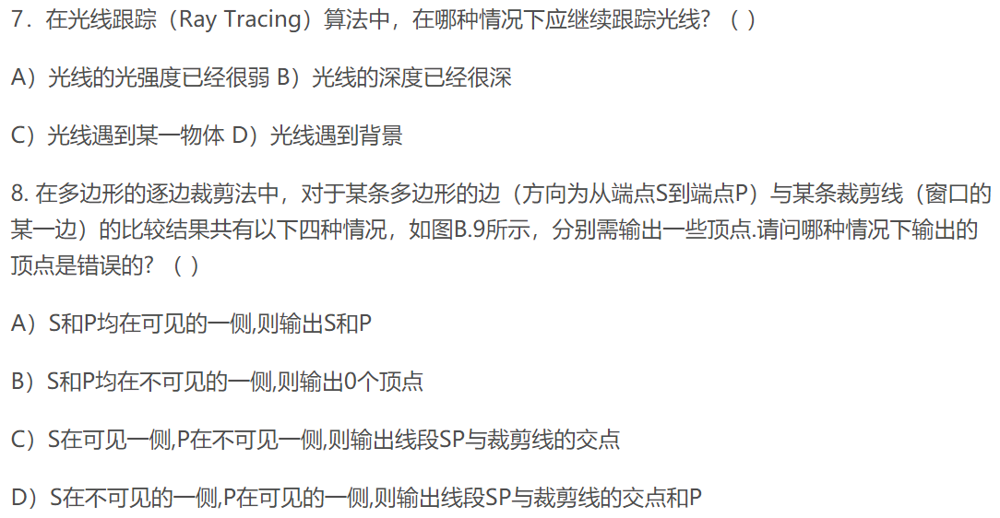 7．在光线跟踪（Ray Tracing）算法中，在哪种情况下应继续跟踪光线?（ ）
A）光线的光强度已经很弱 B）光线的深度已经很深
C）光线遇到某一物体 D）光线遇到背景
8. 在多边形的逐边裁剪法中，对于某条多边形的边（方向为从端点S到端点P）与某条裁剪线（窗口的
某一边）的比较结果共有以下四种情况，如图B.9所示，分别需输出一些顶点.请问哪种情况下输出的
顶点是错误的?（ ）
A）S和P均在可见的一侧,则输出S和P
B）S和P均在不可见的一侧,则输出0个顶点
C）S在可见一侧,P在不可见一侧,则输出线段SP与裁剪线的交点
D）S在不可见的一侧,P在可见的一侧,则输出线段SP与裁剪线的交点和P